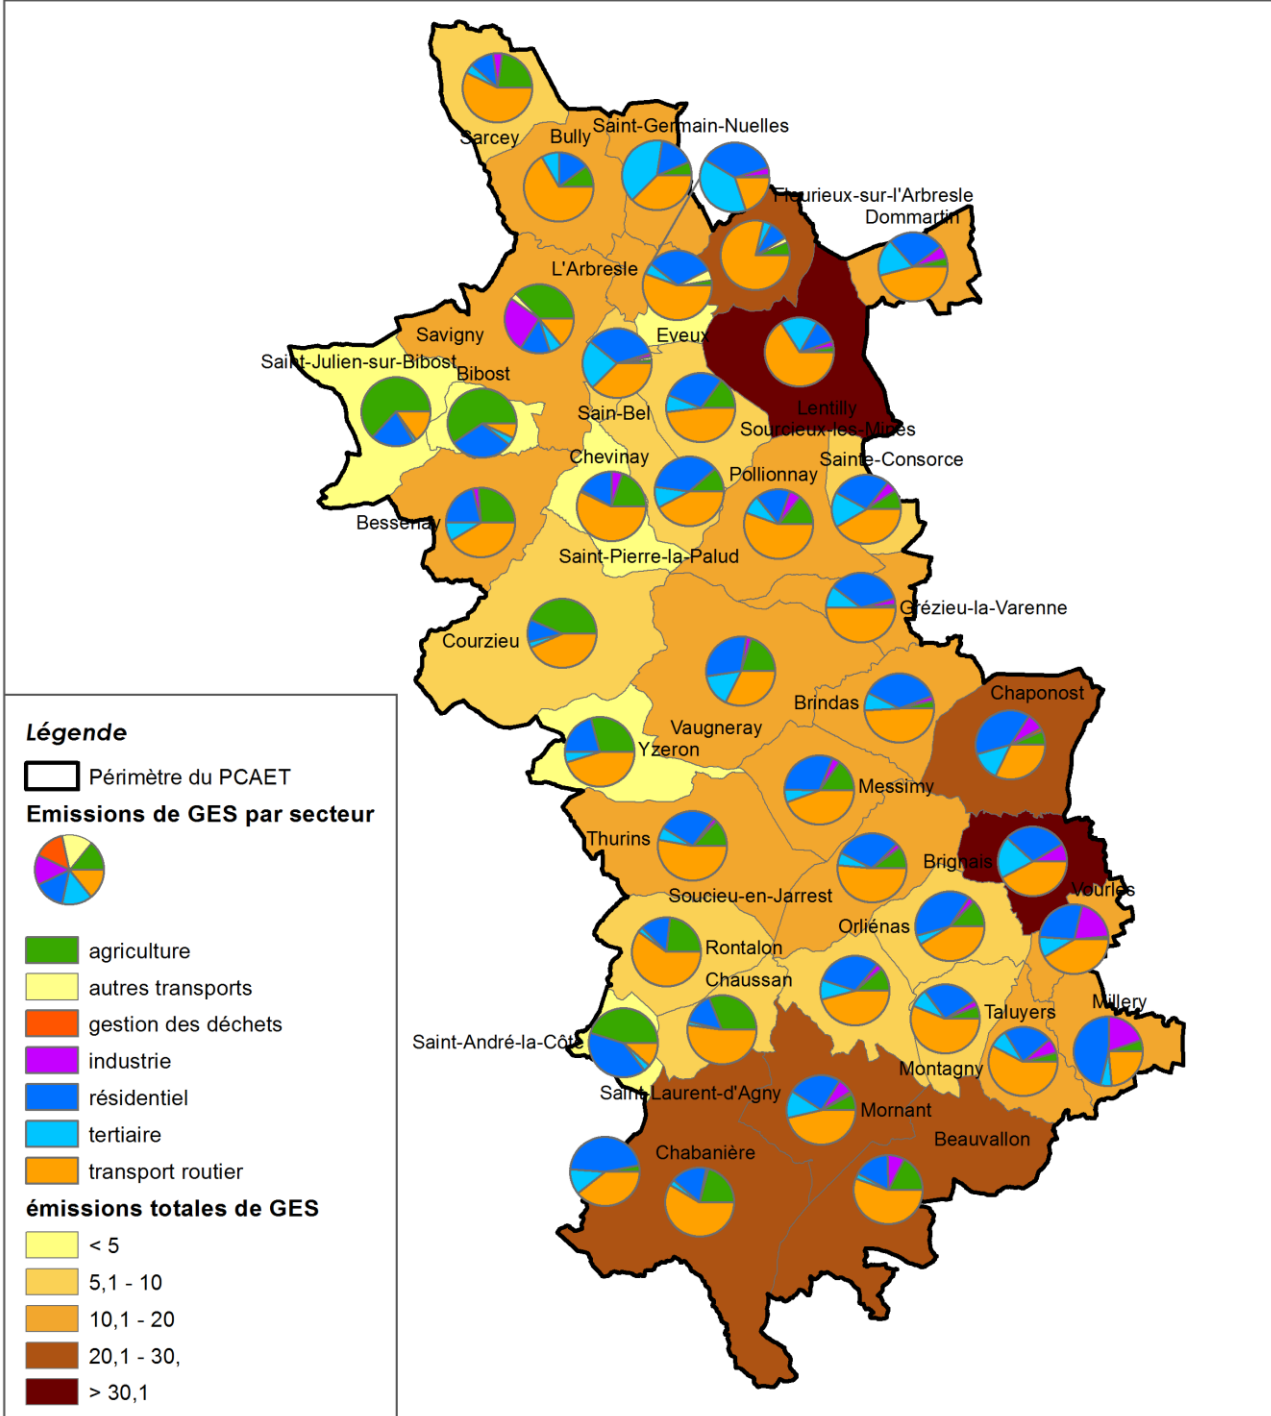 Sarcey
Bully
Saint-Germain-Nuelles
Fleurieux-sur-l'Arbresle
Dommartin
L'Arbresle
Savigny
Eveux
Saint-Julien-sur-Bibost
Bibost
Sain-Bel
Lentilly
Sourcieux-les-Mines
Chevinay
Pollionnay
Sainte-Consorce
Bessenay
Saint-Pierre-la-Palud
Grézieu-la-Varenne
Courzieu
Chaponost
Brindas
Vaugneray
Yzeron
Messimy
Thurins
Brignais
Vourles
Soucieu-en-Jarrest
Orliénas
Rontalon
Chaussan
Taluyers
Millery
Saint-André-la-Côte
Montagny
Saint-Laurent-d'Agny
Mornant
Beauvallon
Chabanière
Légende
Périmètre du PCAET
Emissions de GES par secteur
agriculture
autres transports
gestion des déchets
industrie
résidentiel
tertiaire
transport routier
émissions totales de GES
< 5
5,1 - 10
10,1 - 20
20,1 - 30,
> 30,1